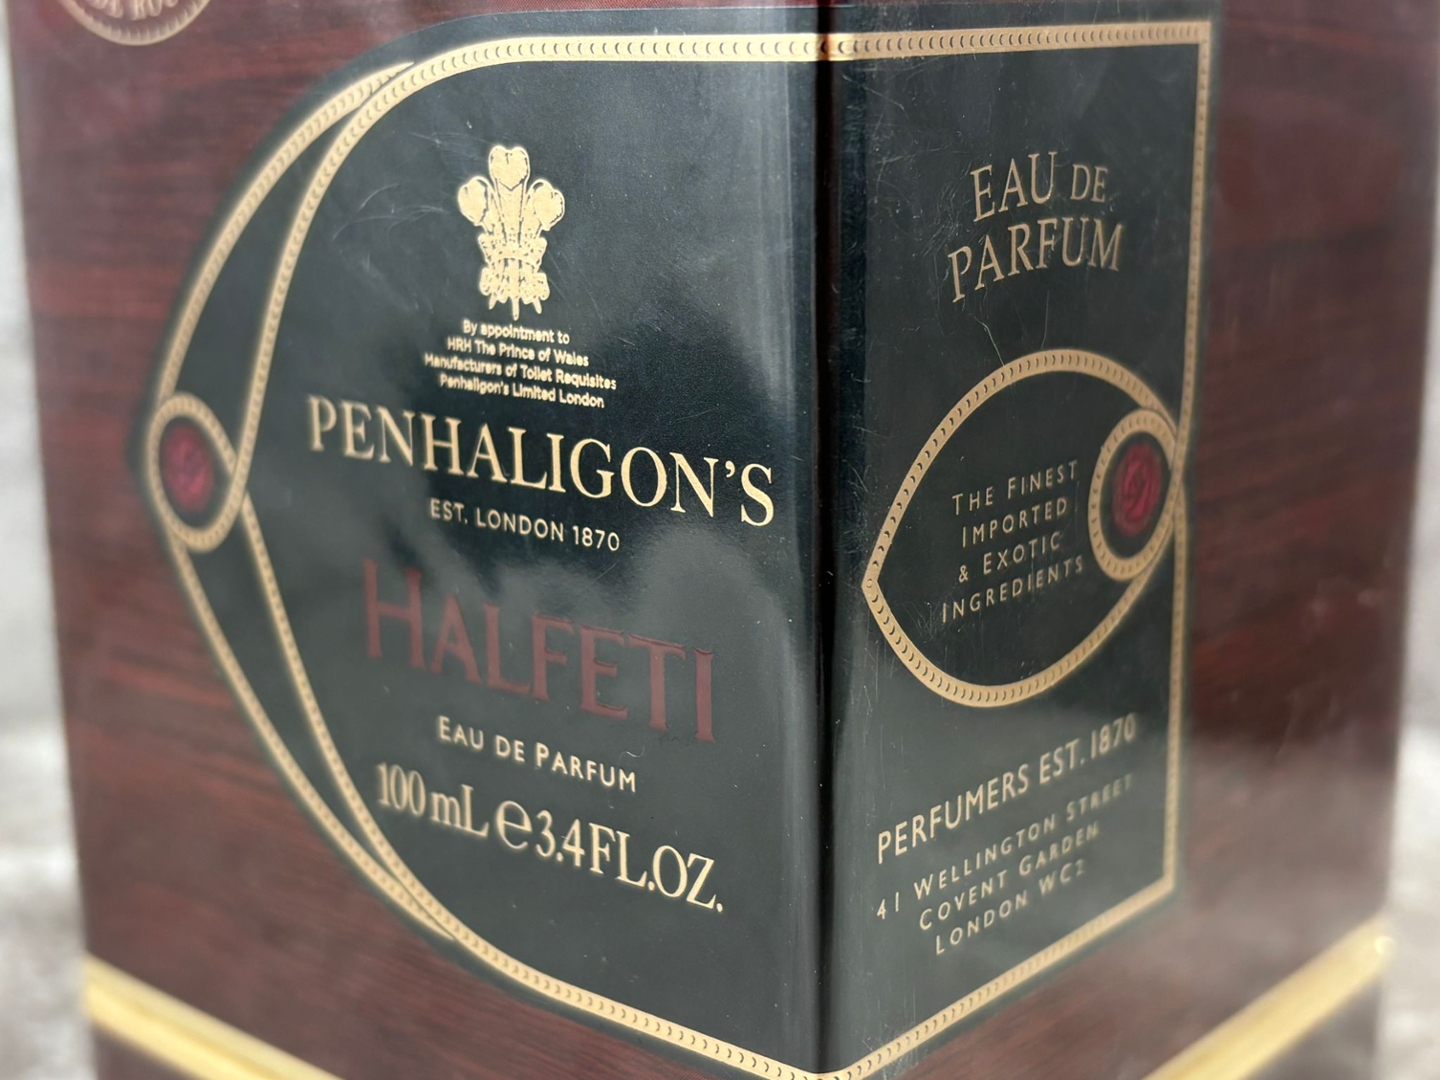 DE ROU
By appointment to
HRH The Prince of Wales
Manufacturers of Toilet Requisites
Penhaligon's Limited London
PENHALIGON'S
EST. LONDON 1870
HALFETI
EAU DE PARFUM
100 mL e 3.4 FL.OZ.
EAU DE
PARFUM
THE FINEST
IMPORTED
& EXOTIC
INGREDIENTS
PERFUMERS EST. 1870
41 WELLINGTON STREET
COVENT GARDEN
LONDON WC2